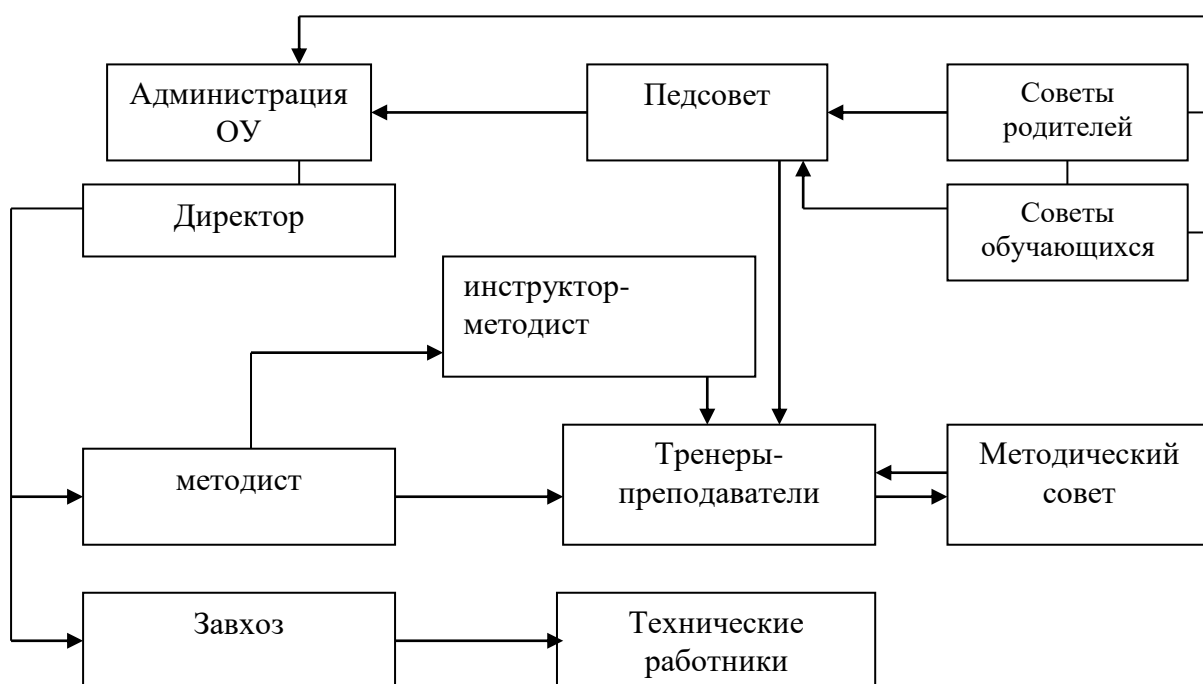 Администрация
ОУ
Педсовет
Советы
родителей
Директор
Советы
обучающихся
инструктор-
методист
методист
Тренеры-
преподаватели
Методический
совет
Завхоз
Технические
работники